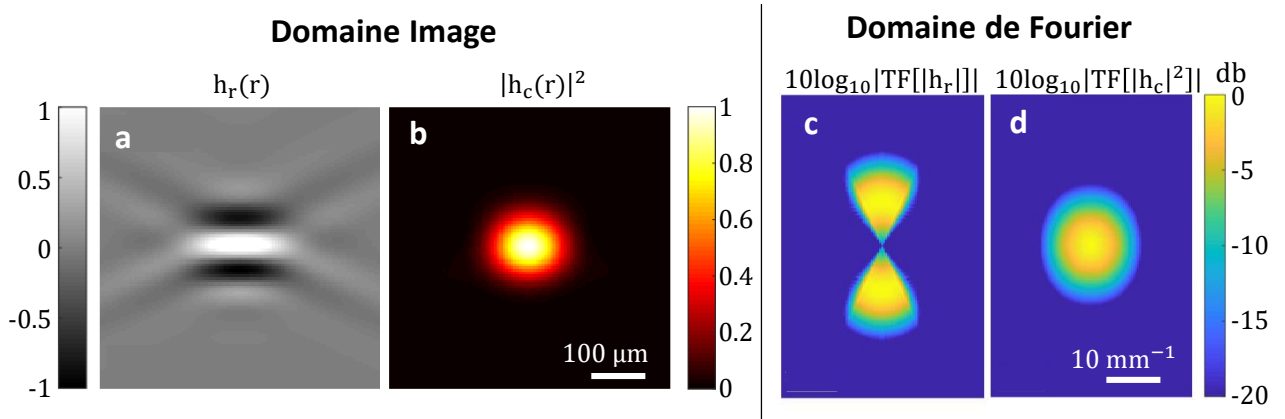 Domaine Image
Domaine de Fourier
h_r(r)
|h_c(r)|²
10log₁₀|TF[|h_r|]|
10log₁₀|TF[|h_c|²]|
db
1
0.5
0
-0.5
-1
a
b
100 μm
1
0.8
0.6
0.4
0.2
0
c
d
10 mm⁻¹
0
-5
-10
-15
-20